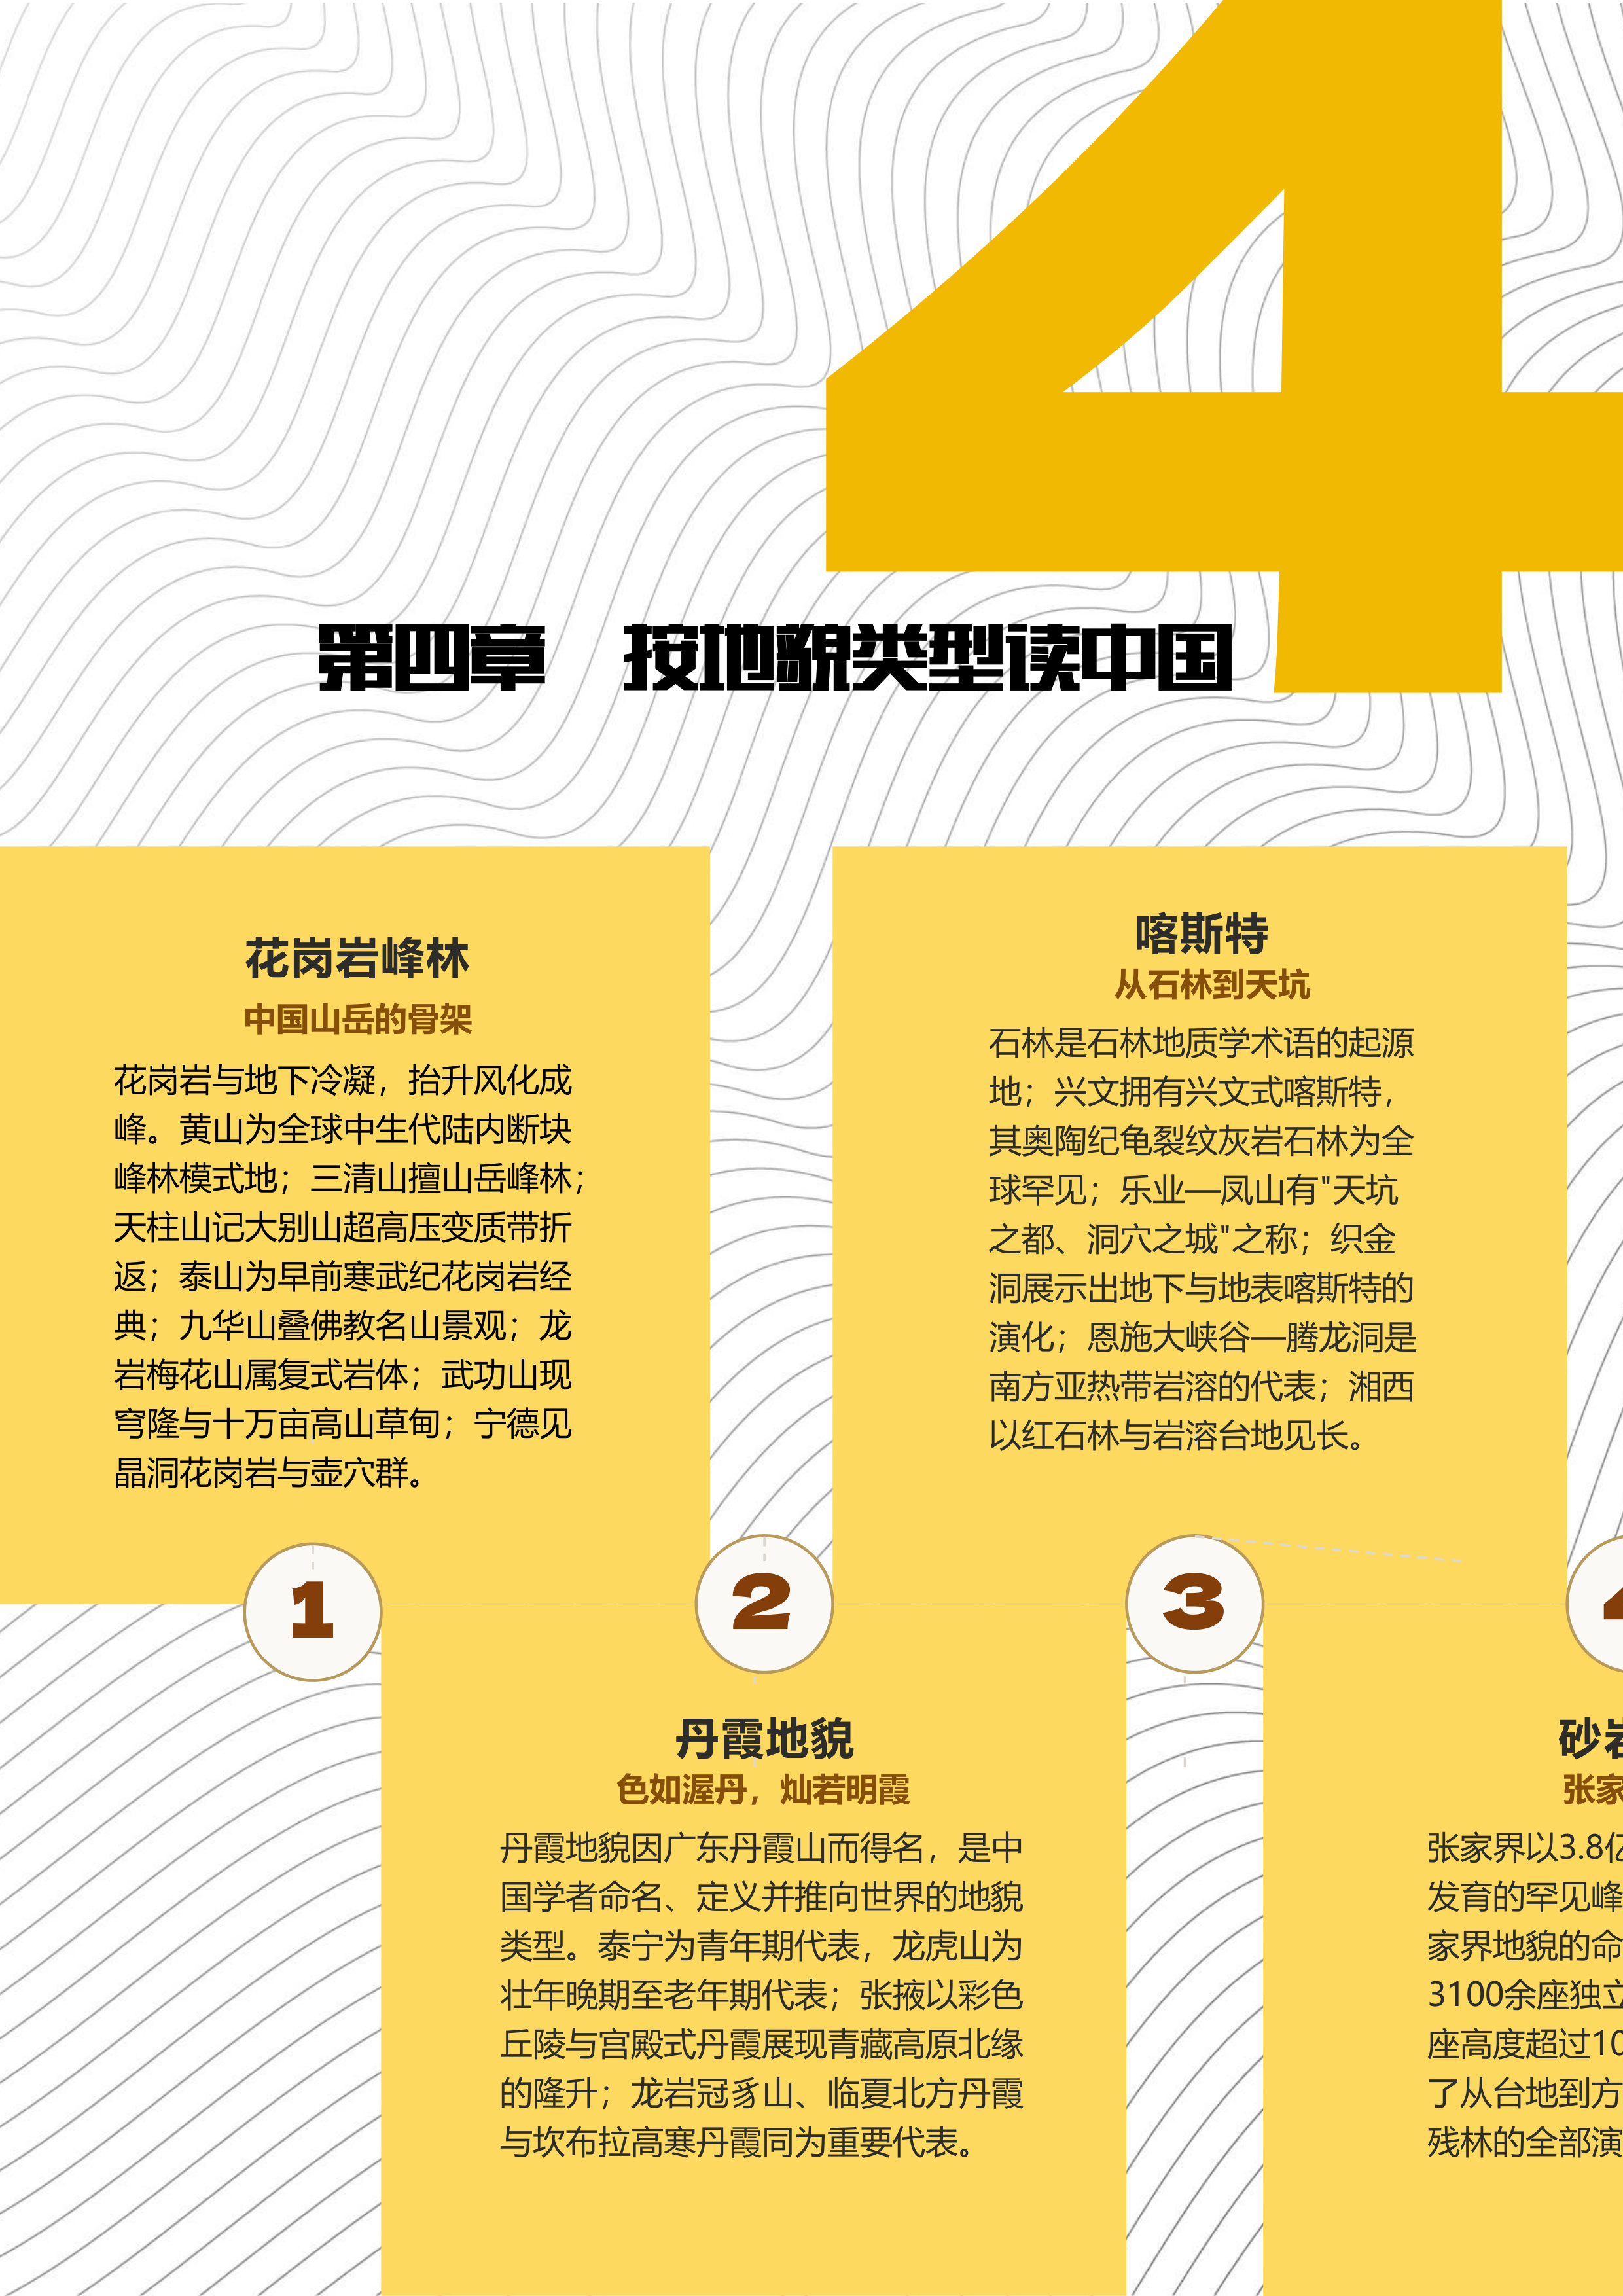 4
第四章 按地貌类型读中国
花岗岩峰林
中国山岳的骨架
花岗岩与地下冷凝，抬升风化成
峰。黄山为全球中生代陆内断块
峰林模式地；三清山擅山岳峰林；
天柱山记大别山超高压变质带折
返；泰山为早前寒武纪花岗岩经
典；九华山叠佛教名山景观；龙
岩梅花山属复式岩体；武功山现
穹隆与十万亩高山草甸；宁德见
晶洞花岗岩与壶穴群。
喀斯特
从石林到天坑
石林是石林地质学术语的起源
地；兴文拥有兴文式喀斯特，
其奥陶纪龟裂纹灰岩石林为全
球罕见；乐业—凤山有"天坑
之都、洞穴之城"之称；织金
洞展示出地下与地表喀斯特的
演化；恩施大峡谷—腾龙洞是
南方亚热带岩溶的代表；湘西
以红石林与岩溶台地见长。
1
2
3
丹霞地貌
色如渥丹，灿若明霞
丹霞地貌因广东丹霞山而得名，是中
国学者命名、定义并推向世界的地貌
类型。泰宁为青年期代表，龙虎山为
壮年晚期至老年期代表；张掖以彩色
丘陵与宫殿式丹霞展现青藏高原北缘
的隆升；龙岩冠豸山、临夏北方丹霞
与坎布拉高寒丹霞同为重要代表。
砂岩
张家
张家界以3.8亿
发育的罕见峰
家界地貌的命
3100余座独立
座高度超过10
了从台地到方
残林的全部演